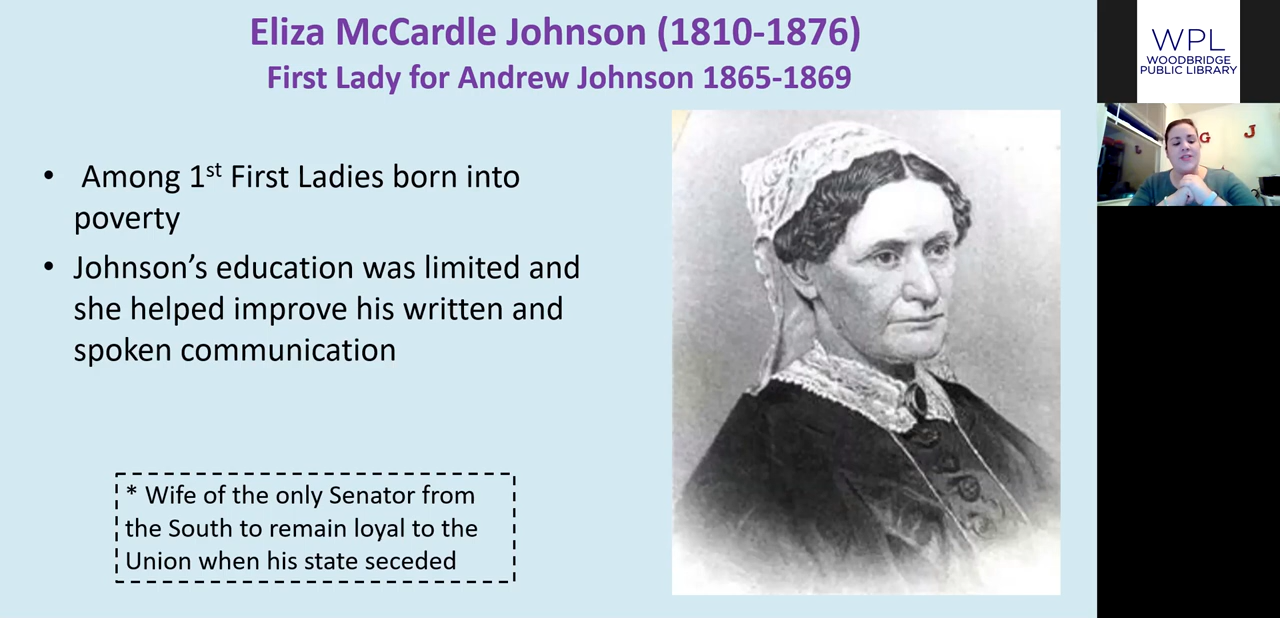 Eliza McCardle Johnson (1810-1876)
First Lady for Andrew Johnson 1865-1869
• Among 1st First Ladies born into
poverty
• Johnson’s education was limited and
she helped improve his written and
spoken communication
* Wife of the only Senator from
the South to remain loyal to the
Union when his state seceded
WPL
WOODBRIDGE
PUBLIC LIBRARY
G J